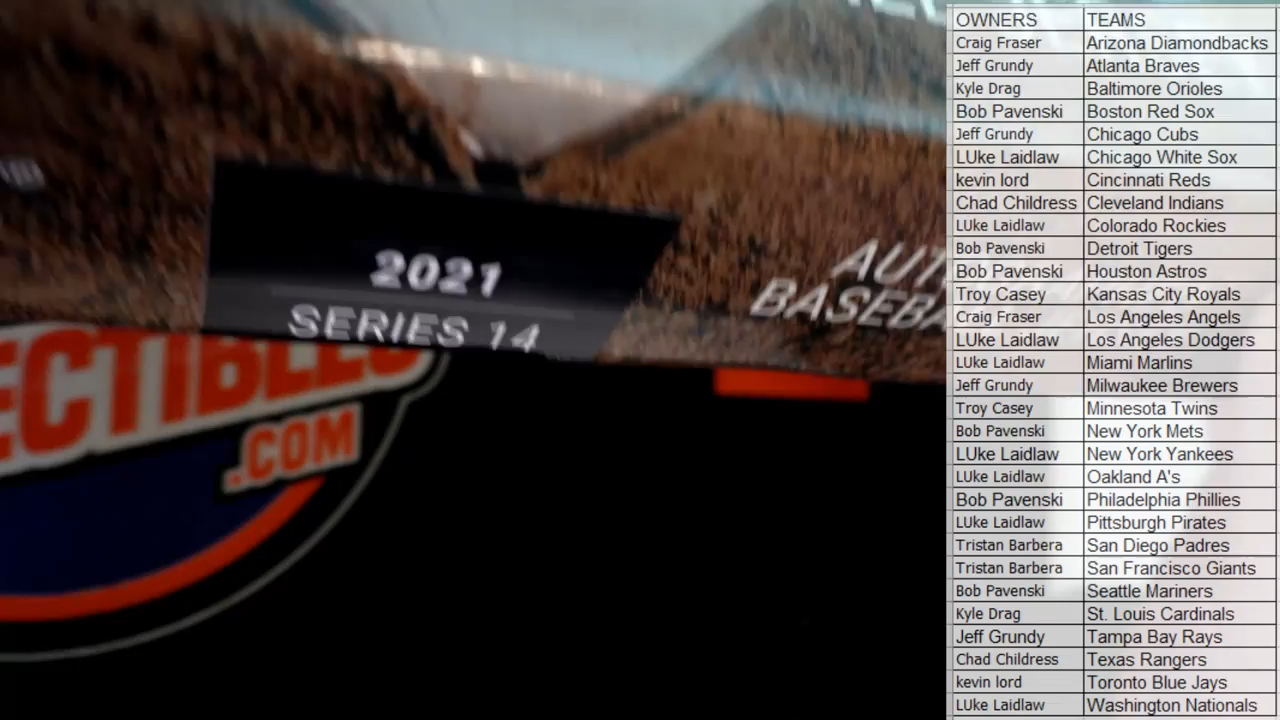 2021
SERIES 14
ECTIBLES
.COM
OWNERS TEAMS
Craig Fraser Arizona Diamondbacks
Jeff Grundy Atlanta Braves
Kyle Drag Baltimore Orioles
Bob Pavenski Boston Red Sox
Jeff Grundy Chicago Cubs
LUke Laidlaw Chicago White Sox
kevin lord Cincinnati Reds
Chad Childress Cleveland Indians
LUke Laidlaw Colorado Rockies
Bob Pavenski Detroit Tigers
Bob Pavenski Houston Astros
Troy Casey Kansas City Royals
Craig Fraser Los Angeles Angels
LUke Laidlaw Los Angeles Dodgers
LUke Laidlaw Miami Marlins
Jeff Grundy Milwaukee Brewers
Troy Casey Minnesota Twins
Bob Pavenski New York Mets
LUke Laidlaw New York Yankees
LUke Laidlaw Oakland A's
Bob Pavenski Philadelphia Phillies
LUke Laidlaw Pittsburgh Pirates
Tristan Barbera San Diego Padres
Tristan Barbera San Francisco Giants
Bob Pavenski Seattle Mariners
Kyle Drag St. Louis Cardinals
Jeff Grundy Tampa Bay Rays
Chad Childress Texas Rangers
kevin lord Toronto Blue Jays
LUke Laidlaw Washington Nationals